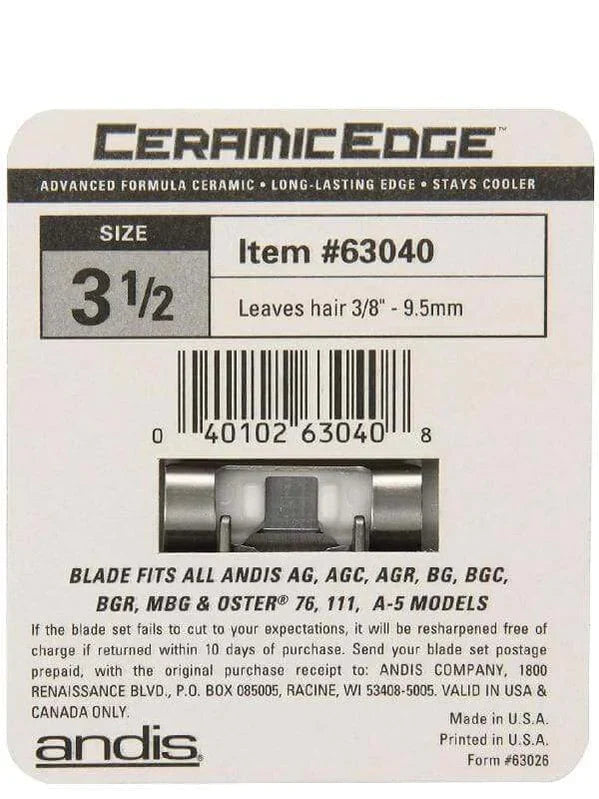 CERAMICEDGE™
ADVANCED FORMULA CERAMIC • LONG-LASTING EDGE • STAYS COOLER
SIZE
3 1/2
Item #63040
Leaves hair 3/8" - 9.5mm
0 40102 63040 8
BLADE FITS ALL ANDIS AG, AGC, AGR, BG, BGC,
BGR, MBG & OSTER® 76, 111, A-5 MODELS
If the blade set fails to cut to your expectations, it will be resharpened free of
charge if returned within 10 days of purchase. Send your blade set postage
prepaid, with the original purchase receipt to: ANDIS COMPANY, 1800
RENAISSANCE BLVD., P.O. BOX 085005, RACINE, WI 53408-5005. VALID IN USA &
CANADA ONLY.
andis®
Made in U.S.A.
Printed in U.S.A.
Form #63026